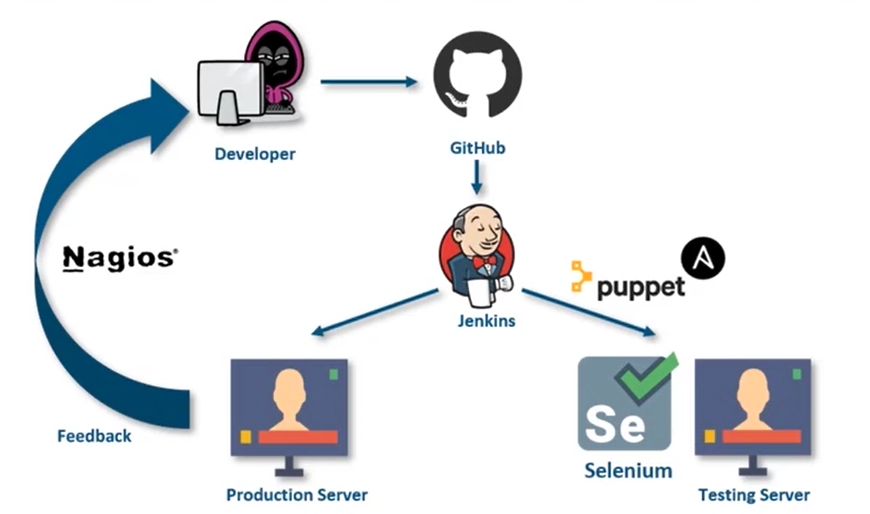 Developer
GitHub
Nagios®
puppet
Jenkins
Feedback
Se
Selenium
Production Server
Testing Server